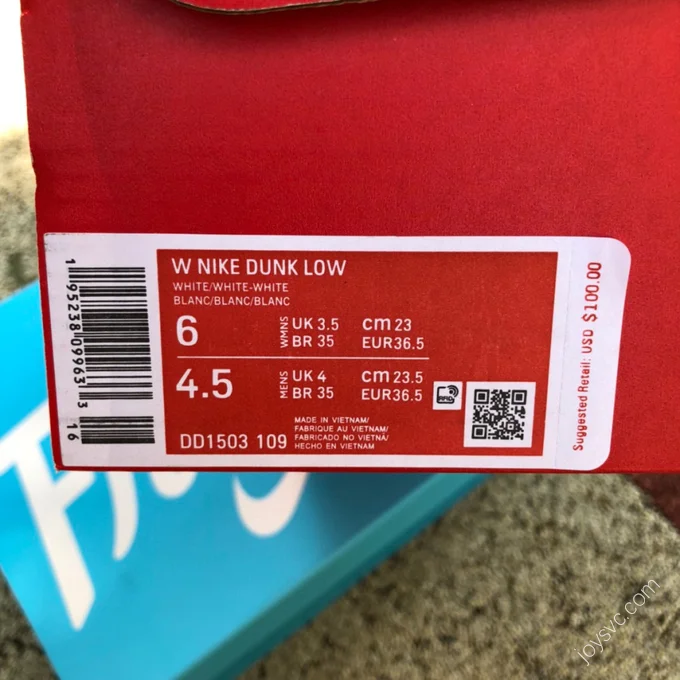 W NIKE DUNK LOW
WHITE/WHITE-WHITE
BLANC/BLANC/BLANC
6 WMNS UK 3.5 cm 23
BR 35 EUR36.5
4.5 MENS UK 4 cm 23.5
BR 35 EUR36.5
RFID
DD1503 109
MADE IN VIETNAM/
FABRIQUE AU VIETNAM/
FABRICADO NO VIETNÃ/
HECHO EN VIETNAM
1 95238 09963 3 16
Suggested Retail: USD $100.00
joysvc.com